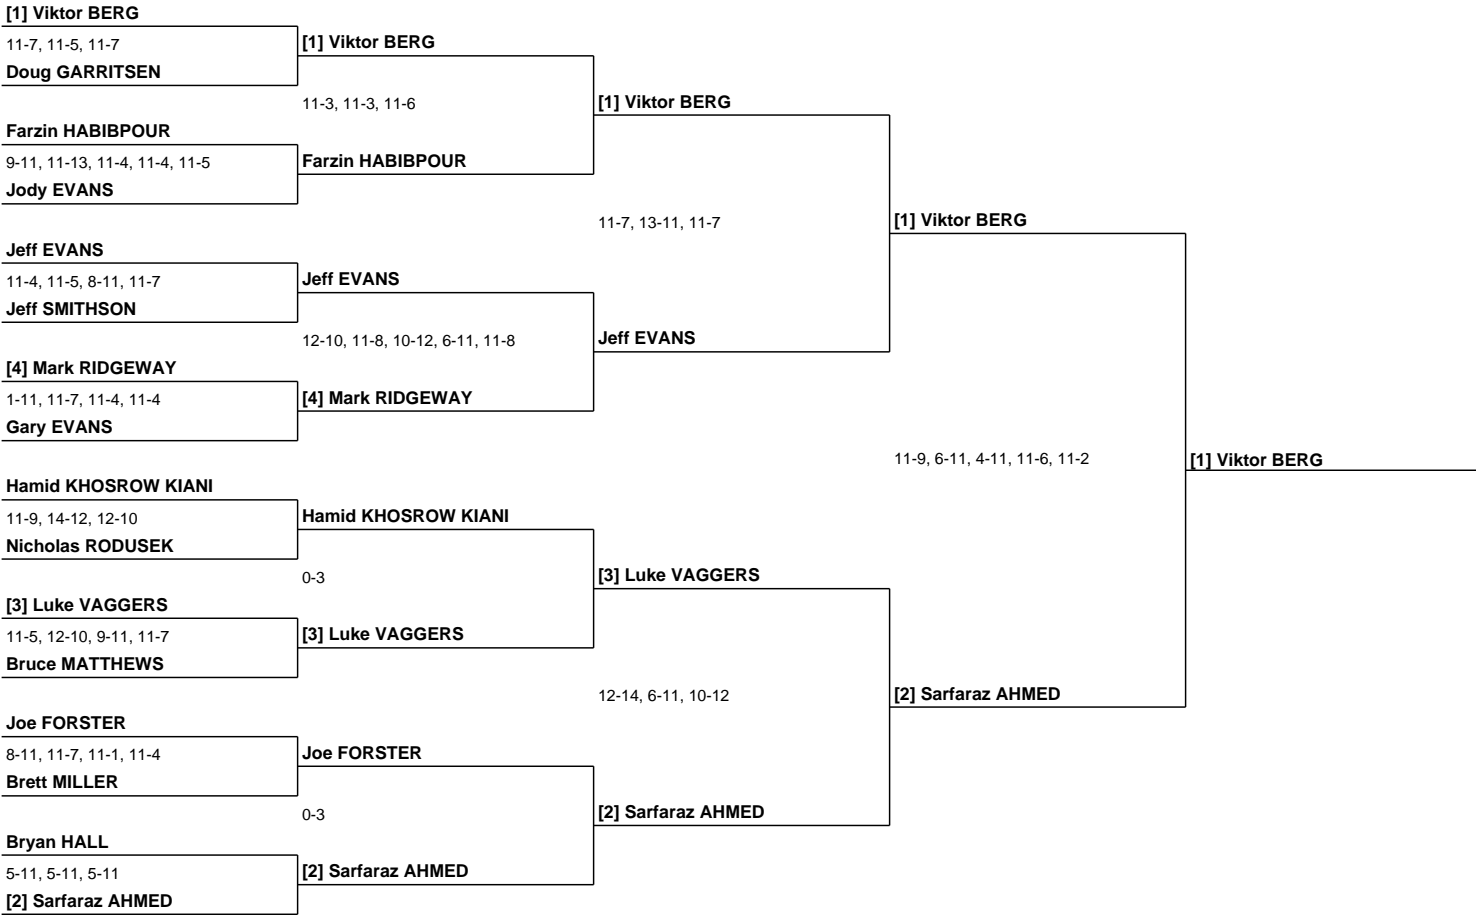 [1] Viktor BERG
11-7, 11-5, 11-7
Doug GARRITSEN
Farzin HABIBPOUR
9-11, 11-13, 11-4, 11-4, 11-5
Jody EVANS
Jeff EVANS
11-4, 11-5, 8-11, 11-7
Jeff SMITHSON
[4] Mark RIDGEWAY
1-11, 11-7, 11-4, 11-4
Gary EVANS
Hamid KHOSROW KIANI
11-9, 14-12, 12-10
Nicholas RODUSEK
[3] Luke VAGGERS
11-5, 12-10, 9-11, 11-7
Bruce MATTHEWS
Joe FORSTER
8-11, 11-7, 11-1, 11-4
Brett MILLER
Bryan HALL
5-11, 5-11, 5-11
[2] Sarfaraz AHMED
[1] Viktor BERG
11-3, 11-3, 11-6
Farzin HABIBPOUR
Jeff EVANS
12-10, 11-8, 10-12, 6-11, 11-8
[4] Mark RIDGEWAY
Hamid KHOSROW KIANI
0-3
[3] Luke VAGGERS
Joe FORSTER
0-3
[2] Sarfaraz AHMED
[1] Viktor BERG
11-7, 13-11, 11-7
Jeff EVANS
[3] Luke VAGGERS
12-14, 6-11, 10-12
[2] Sarfaraz AHMED
[1] Viktor BERG
11-9, 6-11, 4-11, 11-6, 11-2
[2] Sarfaraz AHMED
[1] Viktor BERG